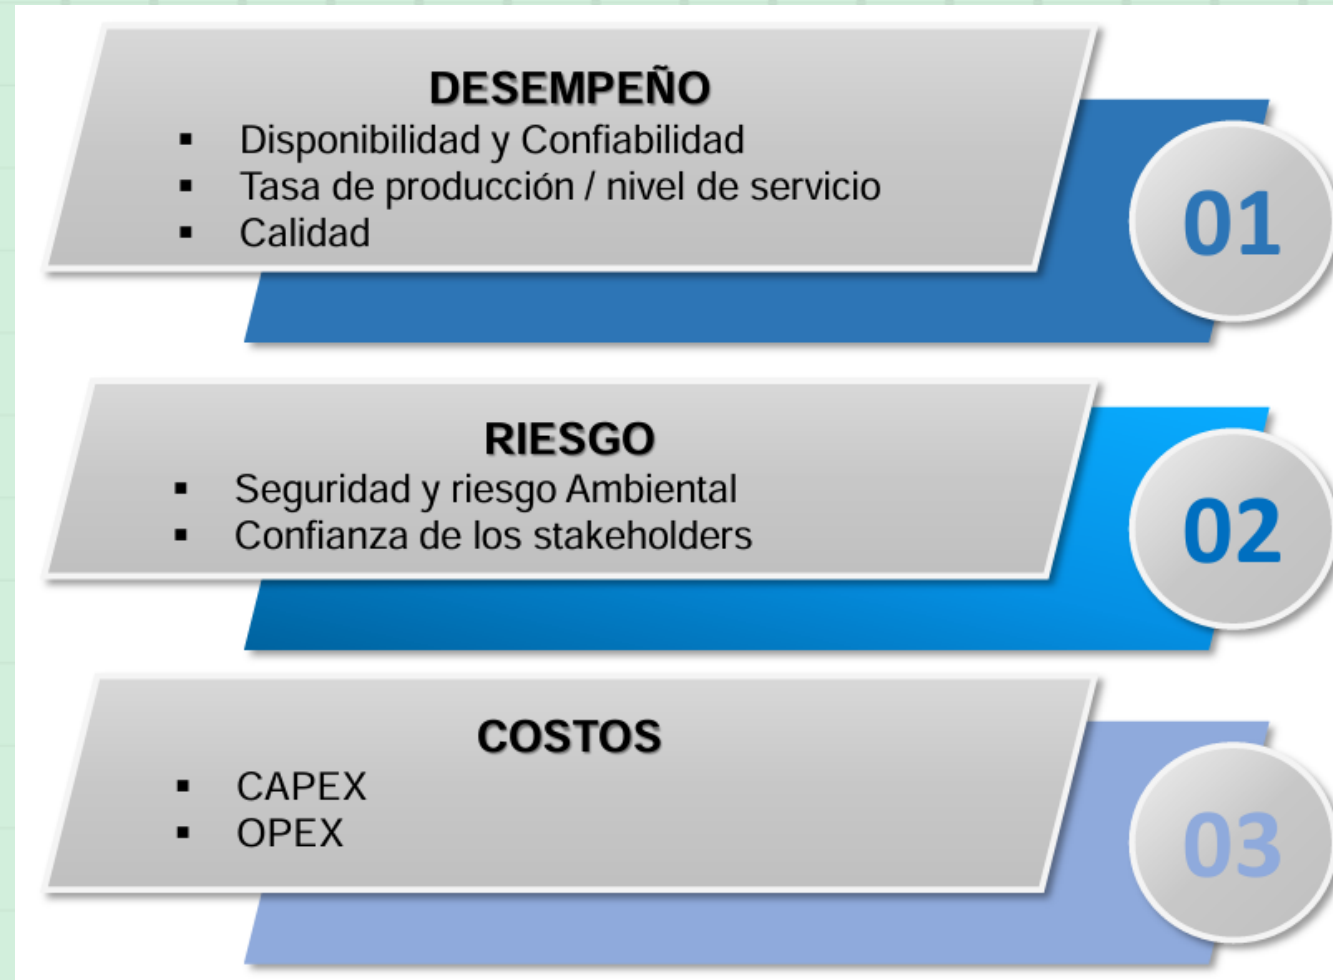 DESEMPEÑO
▪ Disponibilidad y Confiabilidad
▪ Tasa de producción / nivel de servicio
▪ Calidad
01
RIESGO
▪ Seguridad y riesgo Ambiental
▪ Confianza de los stakeholders
02
COSTOS
▪ CAPEX
▪ OPEX
03